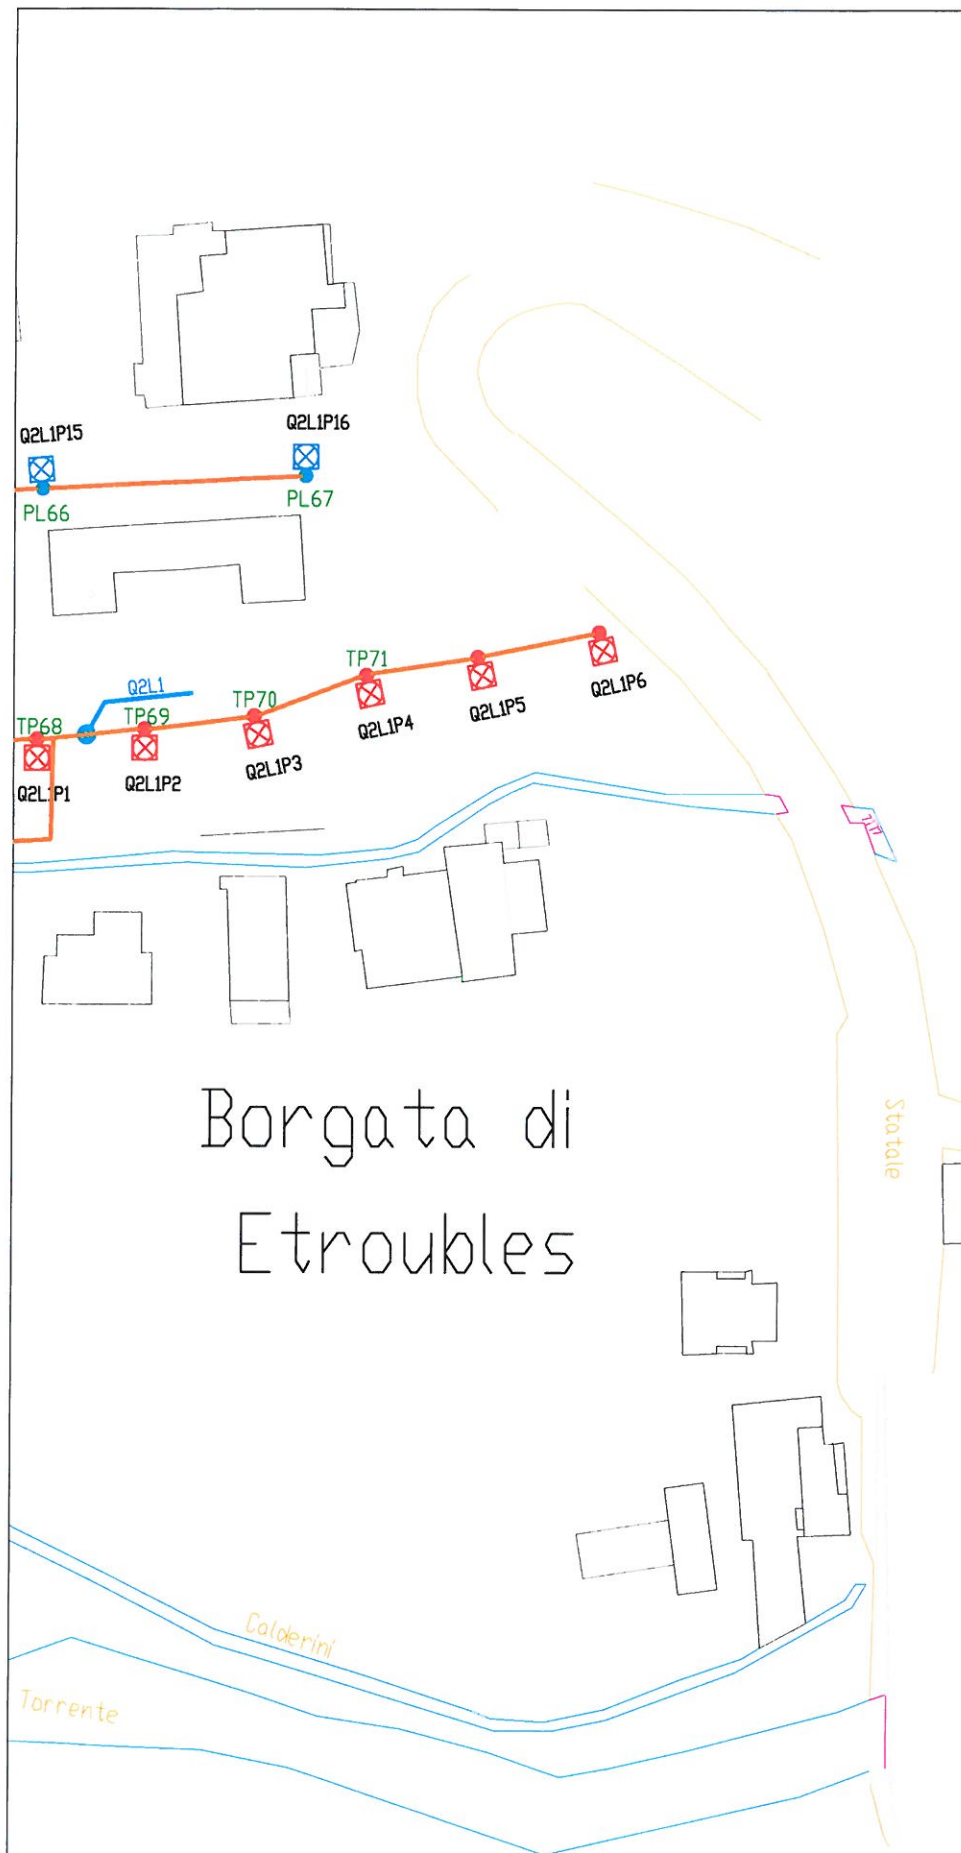 Q2L1P15
Q2L1P16
PL66
PL67
TP71
Q2L1P6
Q2L1P5
Q2L1
TP70
Q2L1P4
TP68
TP69
Q2L1P3
Q2L1P1
Q2L1P2
Borgata di
Etroubles
Statale
Calderini
Torrente